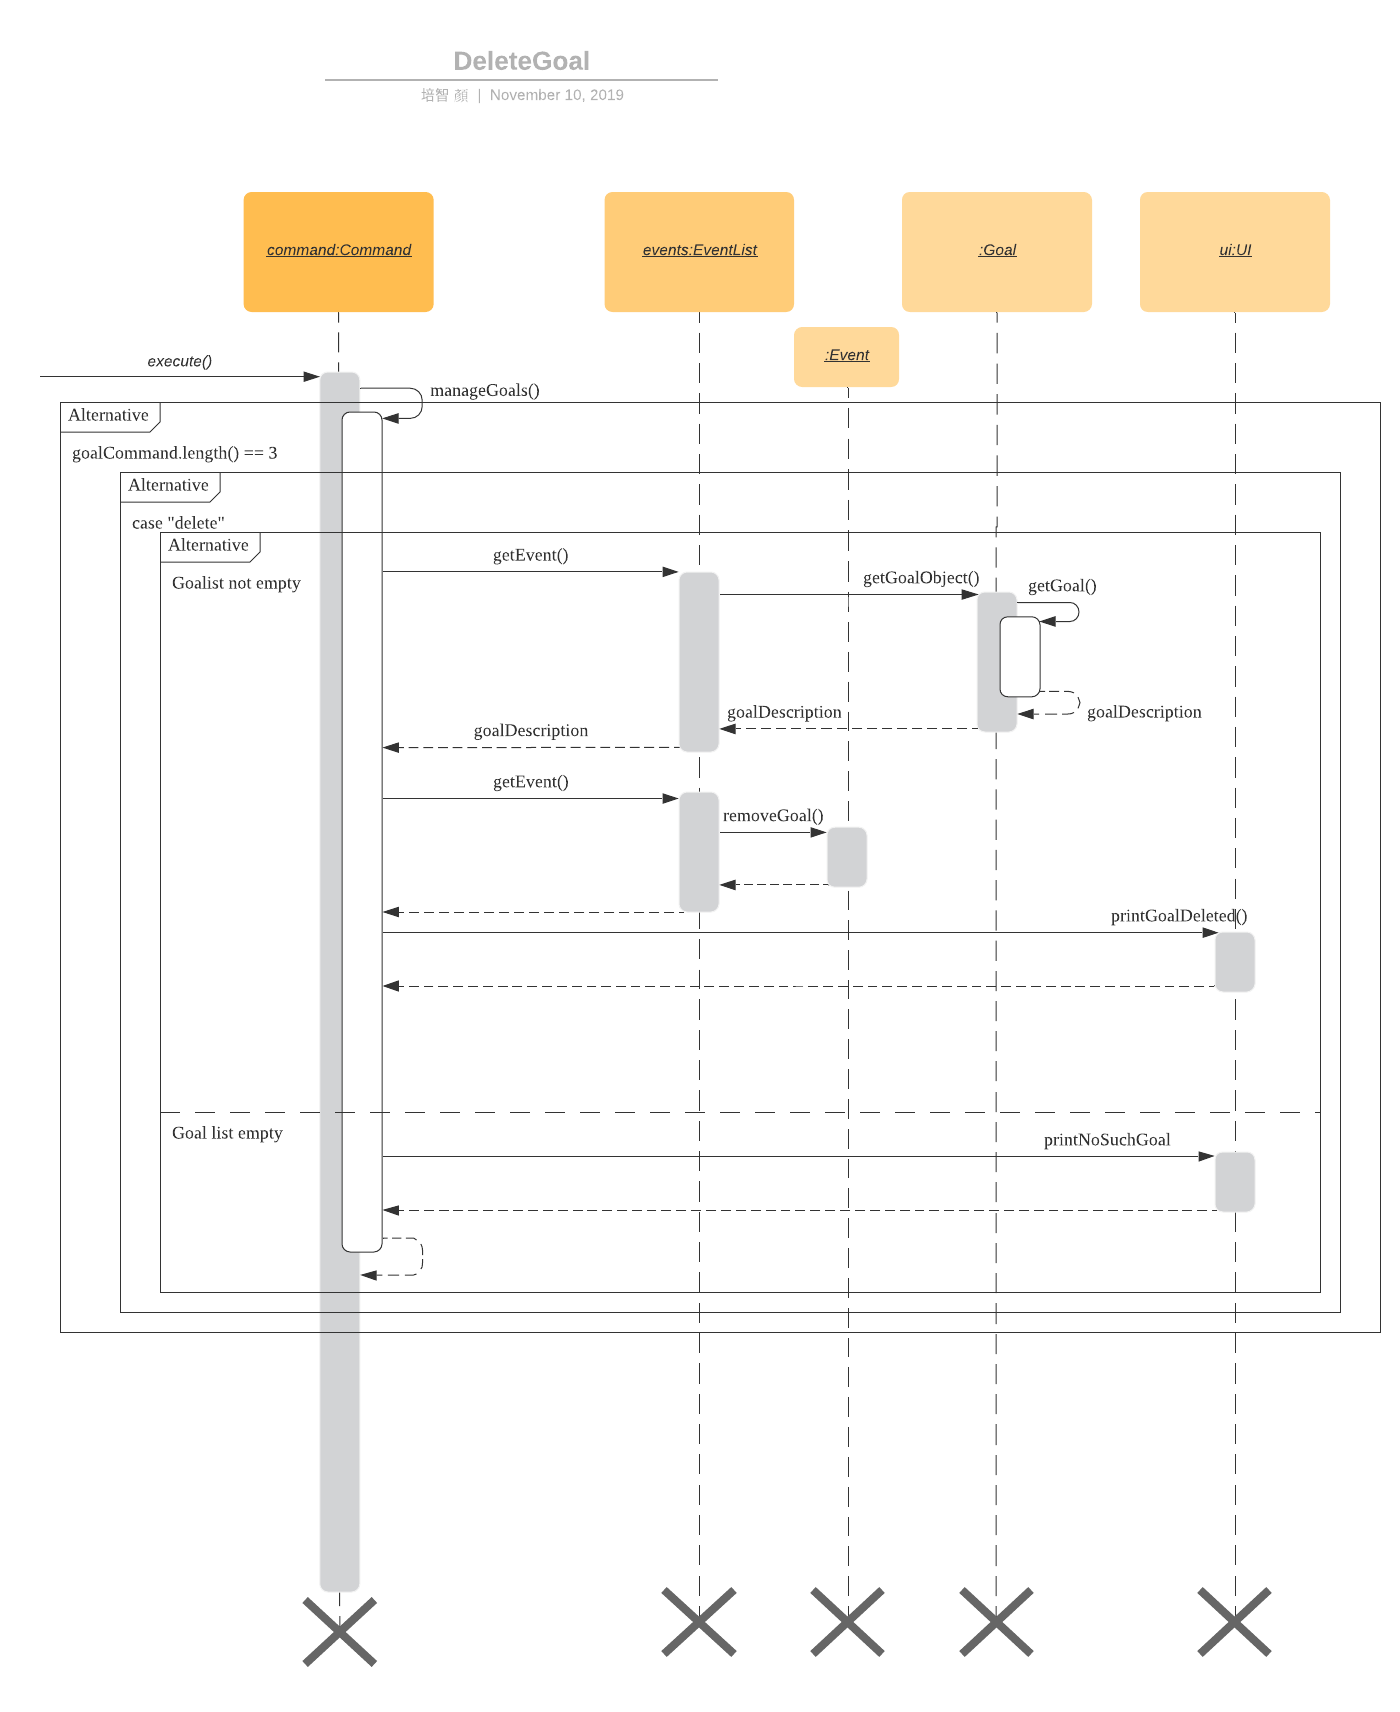 DeleteGoal
培智 顏 | November 10, 2019
command:Command
events:EventList
:Goal
ui:UI
:Event
execute()
manageGoals()
Alternative
goalCommand.length() == 3
Alternative
case "delete"
Alternative
Goalist not empty
getEvent()
getGoalObject()
getGoal()
goalDescription
goalDescription
goalDescription
getEvent()
removeGoal()
printGoalDeleted()
Goal list empty
printNoSuchGoal